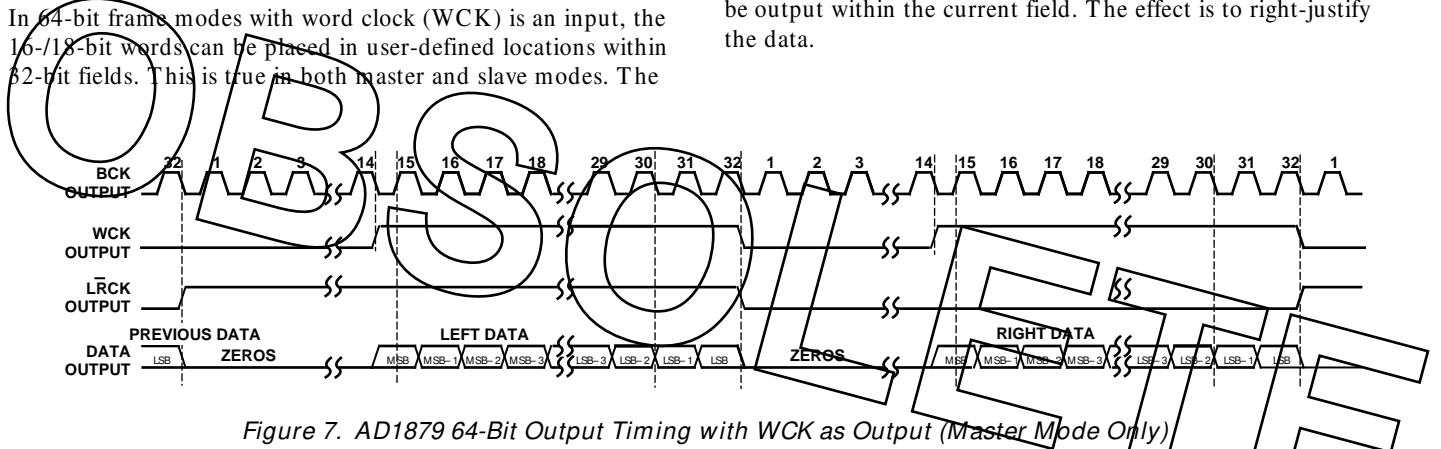 In 64-bit frame modes with word clock (WCK) is an input, the
16-/18-bit words can be placed in user-defined locations within
32-bit fields. This is true in both master and slave modes. The
be output within the current field. The effect is to right-justify
the data.
OBSOLETE
BCK OUTPUT 32 1 2 3 14 15 16 17 18 29 30 31 32 1 2 3 14 15 16 17 18 29 30 31 32 1
WCK OUTPUT
L̅RCK OUTPUT
PREVIOUS DATA LEFT DATA RIGHT DATA
DATA OUTPUT LSB ZEROS MSB MSB–1 MSB–2 MSB–3 LSB–3 LSB–2 LSB–1 LSB ZEROS MSB MSB–1 MSB–2 MSB–3 LSB–3 LSB–2 LSB–1 LSB
Figure 7. AD1879 64-Bit Output Timing with WCK as Output (Master Mode Only)